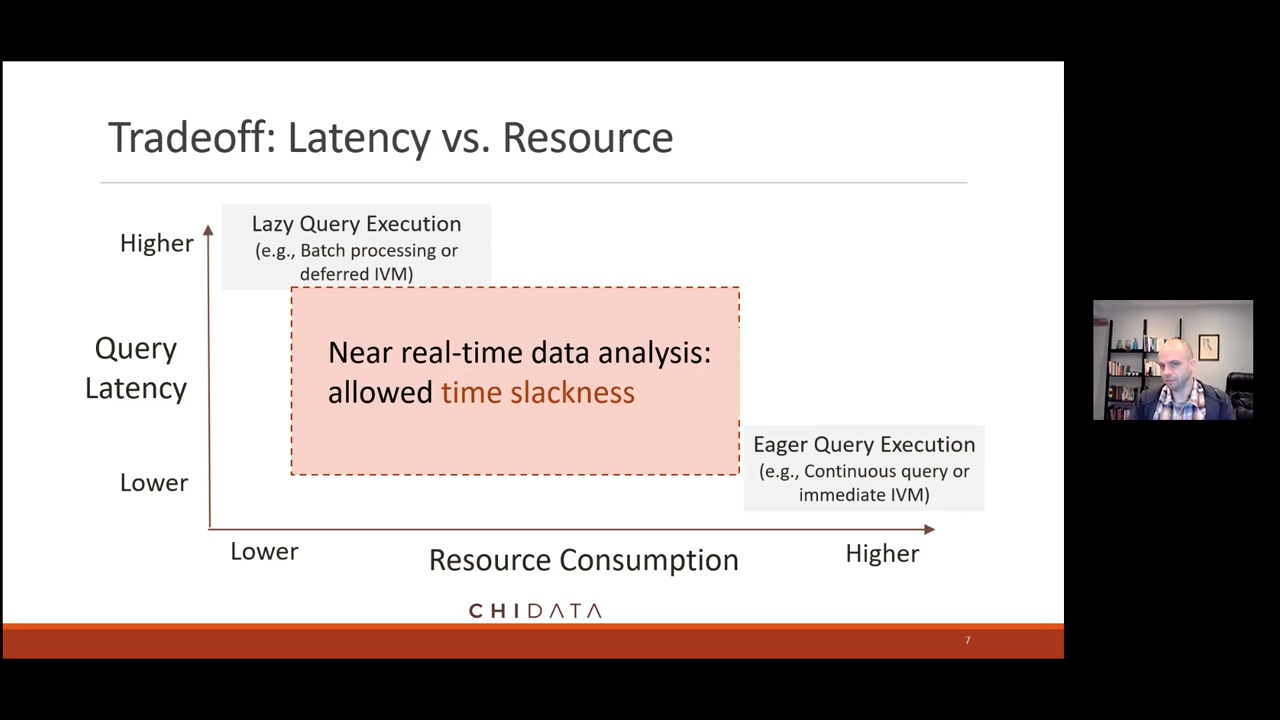 Tradeoff: Latency vs. Resource
Higher
Lazy Query Execution
(e.g., Batch processing or
deferred IVM)
Query
Latency
Near real-time data analysis:
allowed time slackness
Eager Query Execution
(e.g., Continuous query or
immediate IVM)
Lower
Lower
Resource Consumption
Higher
CHIDATA
7